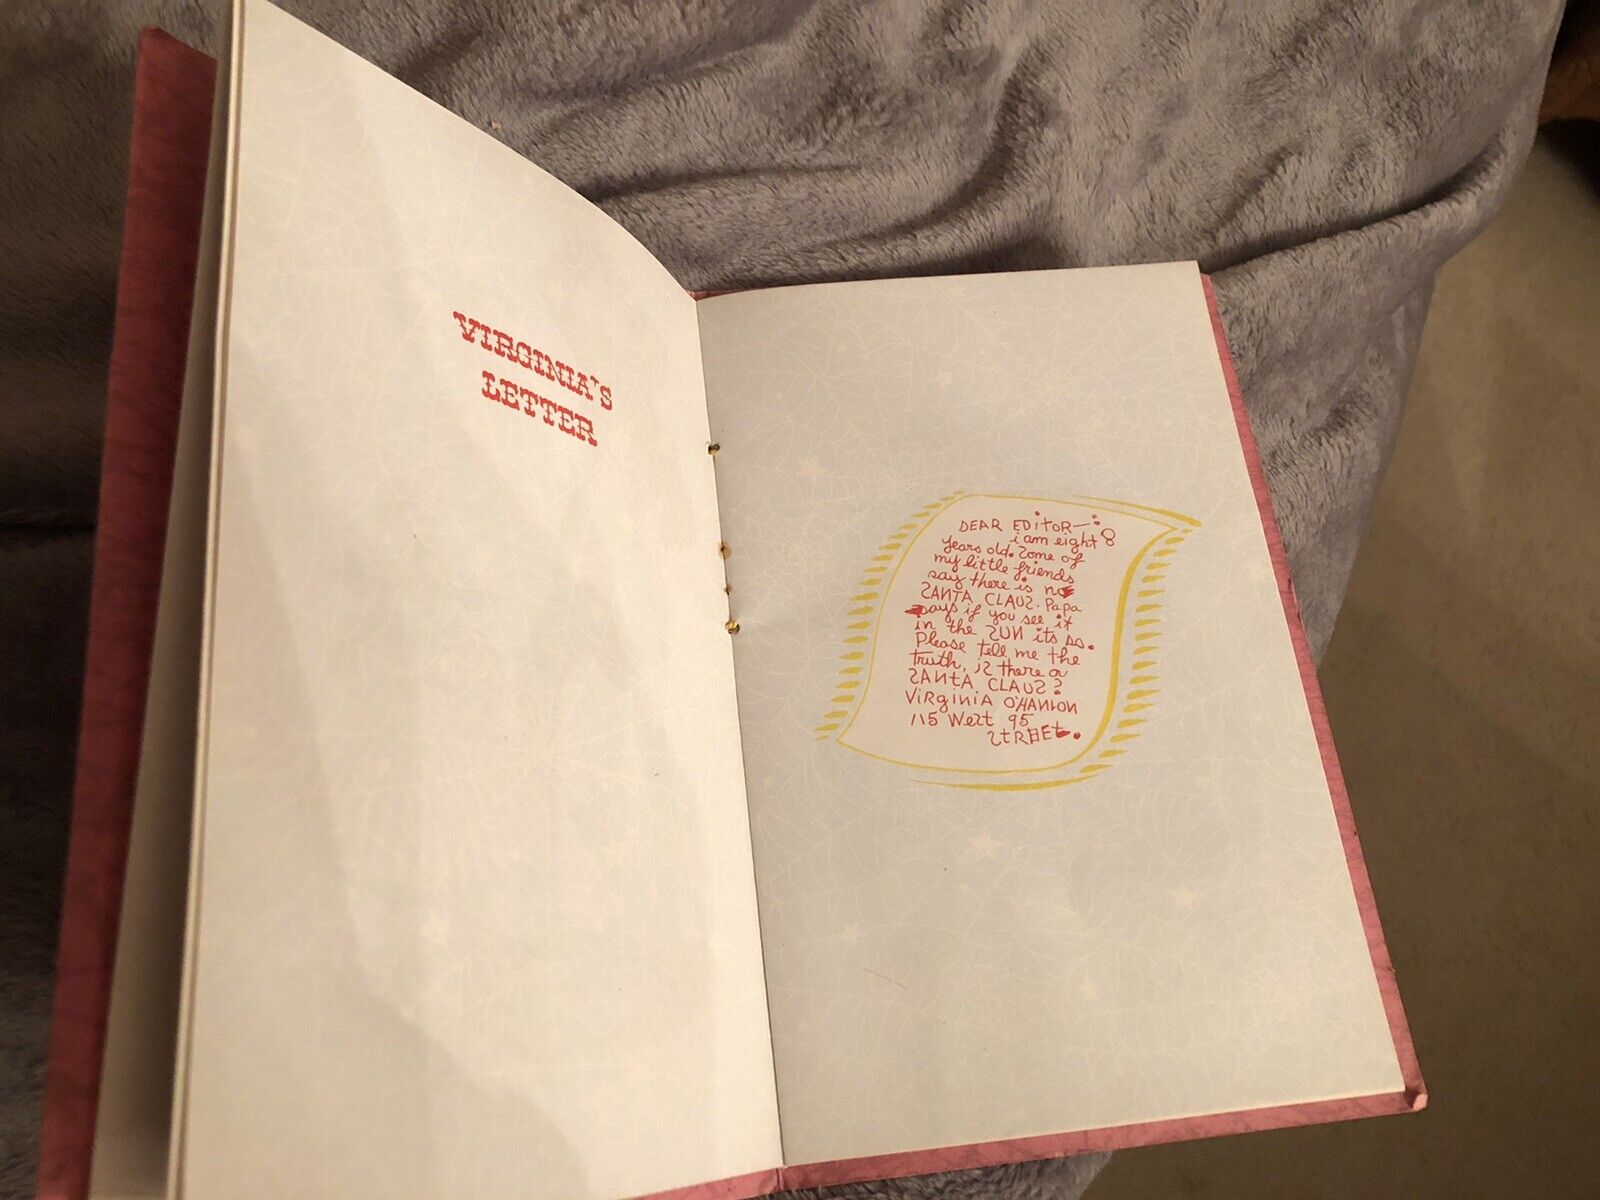 VIRGINIA'S
LETTER
DEAR EDitOR—:
i am eight 8
years old. Some of
my little friends
say there is no
SANTA CLAUS. Papa
says if you see it
in the SUN its so.
Please tell me the
truth, is there a
SANtA CLAUS?
VirginiA O'HANLON
115 West 95
StREEt.